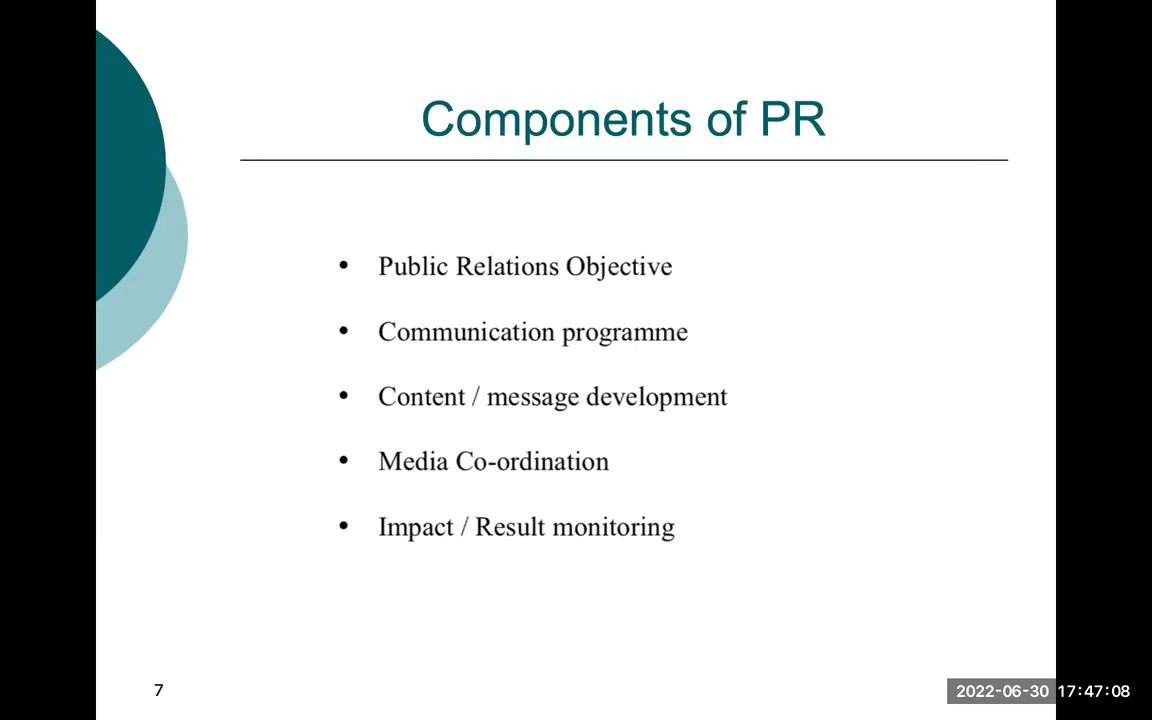 Components of PR
• Public Relations Objective
• Communication programme
• Content / message development
• Media Co-ordination
• Impact / Result monitoring
7
2022-06-30 17:47:08